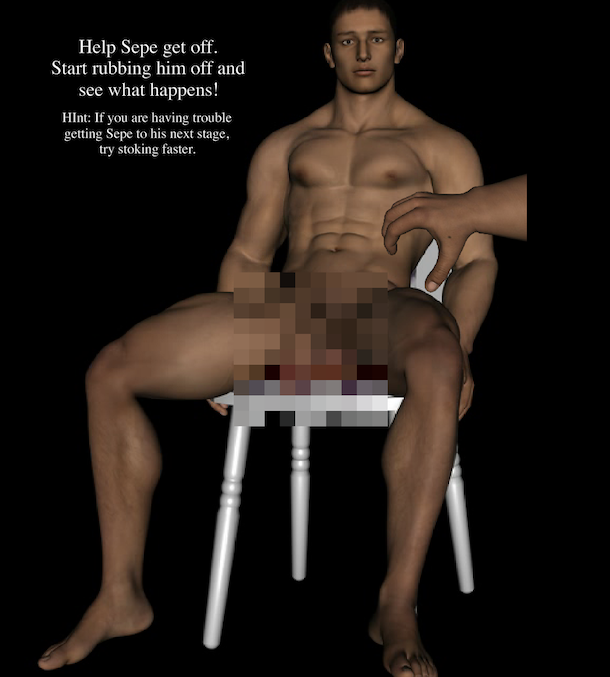 Help Sepe get off.
Start rubbing him off and
see what happens!
HInt: If you are having trouble
getting Sepe to his next stage,
try stoking faster.